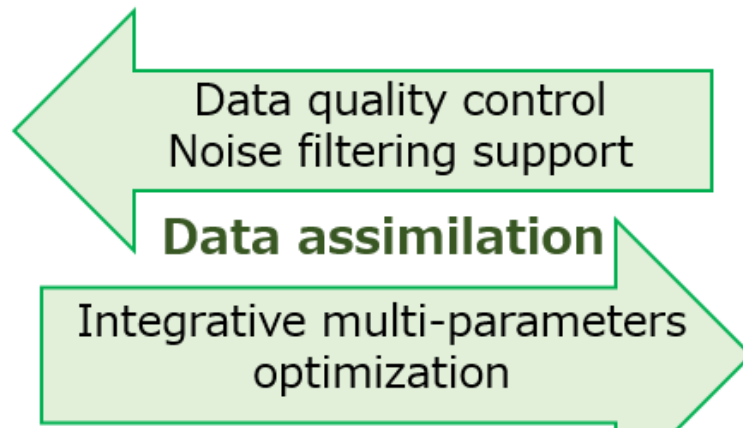 Data quality control
Noise filtering support
Data assimilation
Integrative multi-parameters
optimization